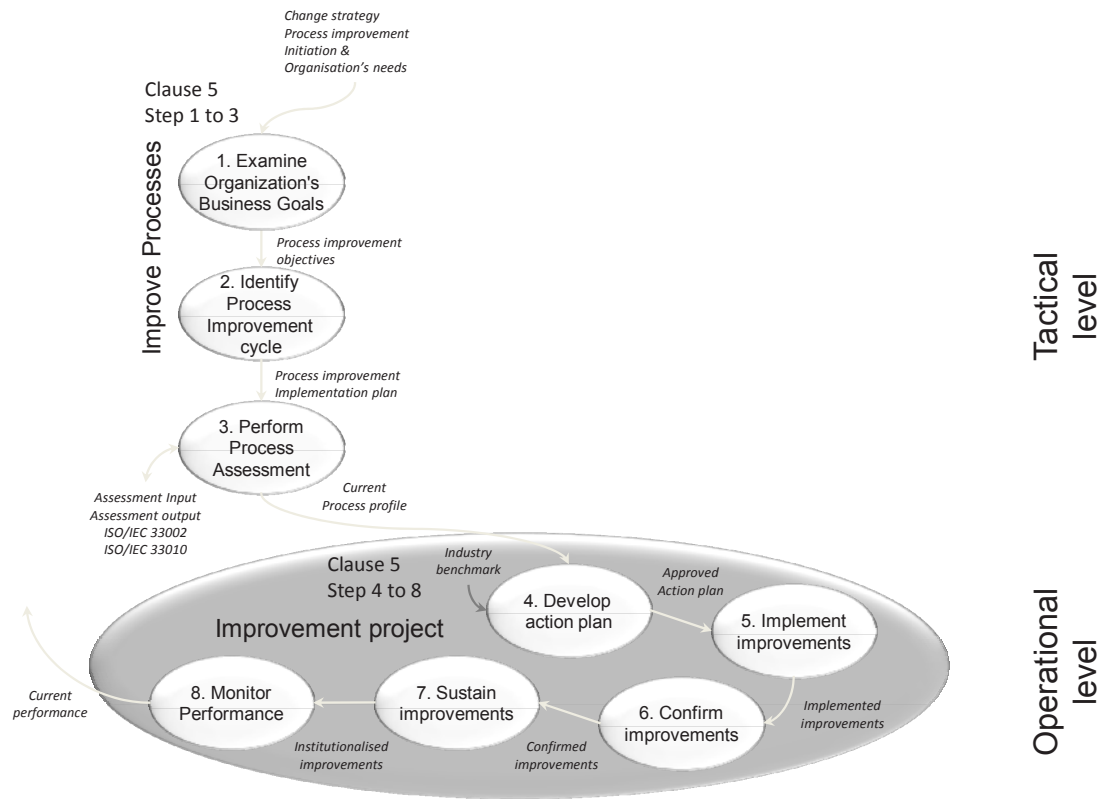 Change strategy
Process improvement
Initiation &
Organisation's needs
Clause 5
Step 1 to 3
Improve Processes
1. Examine
Organization's
Business Goals
Process improvement
objectives
2. Identify
Process
Improvement
cycle
Tactical
level
Process improvement
Implementation plan
3. Perform
Process
Assessment
Assessment Input
Assessment output
ISO/IEC 33002
ISO/IEC 33010
Current
Process profile
Clause 5
Step 4 to 8
Improvement project
Industry
benchmark
4. Develop
action plan
Approved
Action plan
5. Implement
improvements
Operational
level
Implemented
improvements
6. Confirm
improvements
Confirmed
improvements
7. Sustain
improvements
Institutionalised
improvements
8. Monitor
Performance
Current
performance